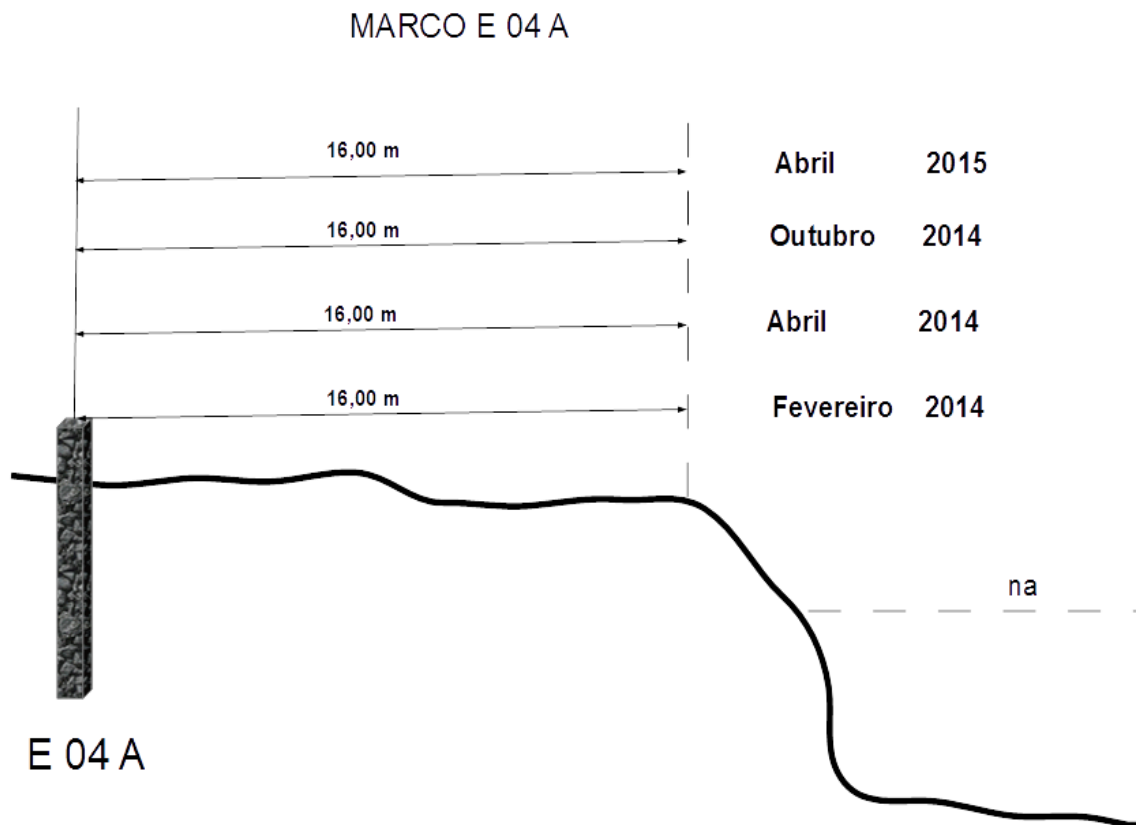 MARCO E 04 A
16,00 m Abril 2015
16,00 m Outubro 2014
16,00 m Abril 2014
16,00 m Fevereiro 2014
na
E 04 A